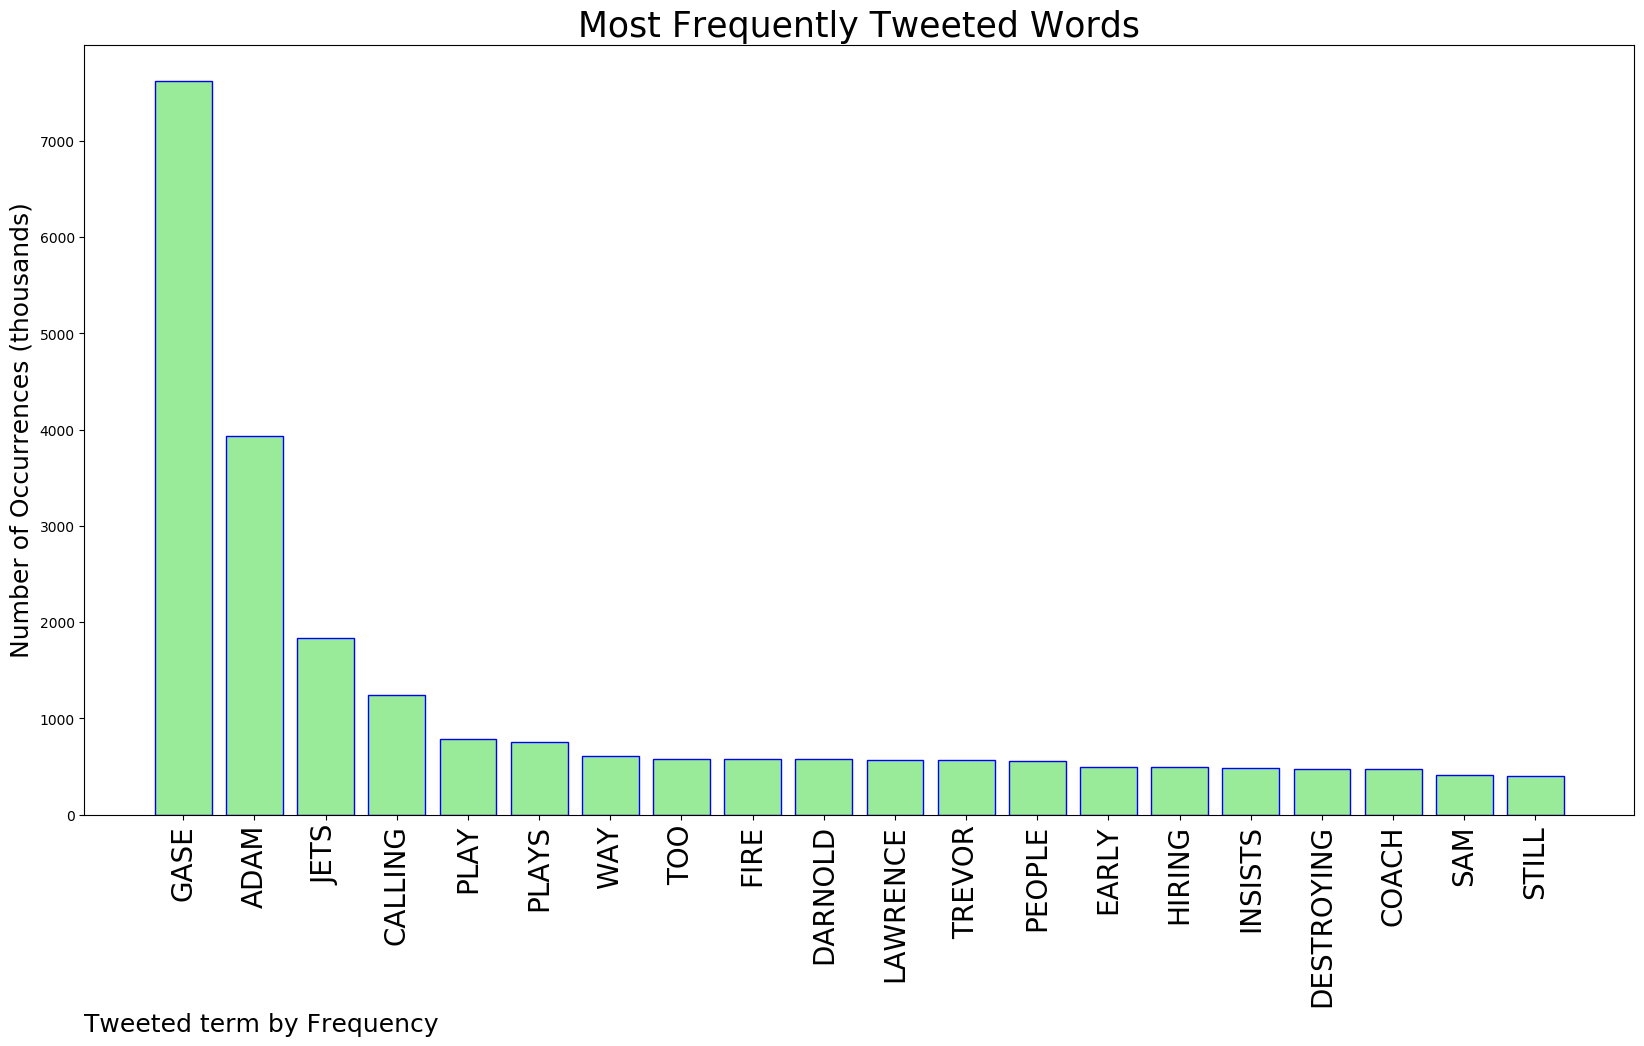 Most Frequently Tweeted Words
Number of Occurrences (thousands)
7000
6000
5000
4000
3000
2000
1000
0
GASE
ADAM
JETS
CALLING
PLAY
PLAYS
WAY
TOO
FIRE
DARNOLD
LAWRENCE
TREVOR
PEOPLE
EARLY
HIRING
INSISTS
DESTROYING
COACH
SAM
STILL
Tweeted term by Frequency